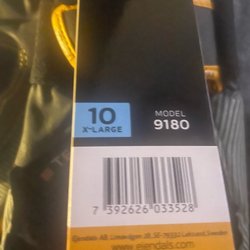 10
X-LARGE
MODEL
9180
7 392626 033528
Ejendals AB, Limavägen 28, SE-79332 Leksand, Sweden
www.ejendals.com